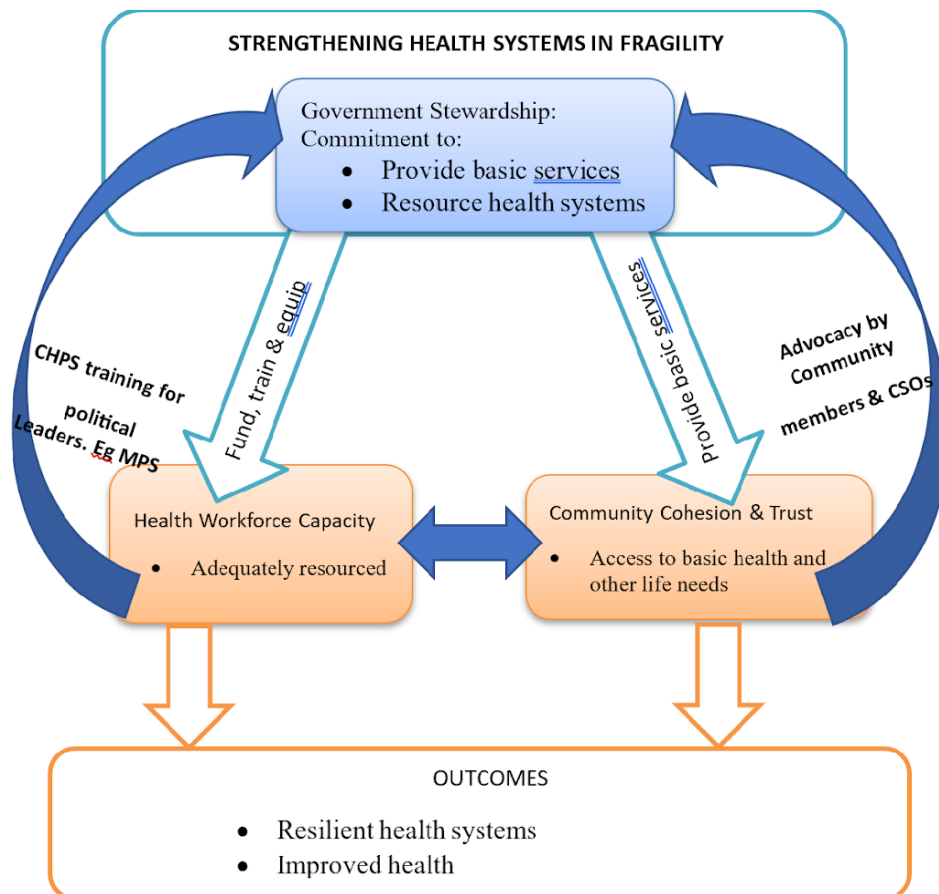 STRENGTHENING HEALTH SYSTEMS IN FRAGILITY
Government Stewardship:
Commitment to:
• Provide basic services
• Resource health systems
Fund, train & equip
Provide basic services
CHPS training for
political
Leaders. Eg MPS
Advocacy by
Community
members & CSOs
Health Workforce Capacity
• Adequately resourced
Community Cohesion & Trust
• Access to basic health and
other life needs
OUTCOMES
• Resilient health systems
• Improved health